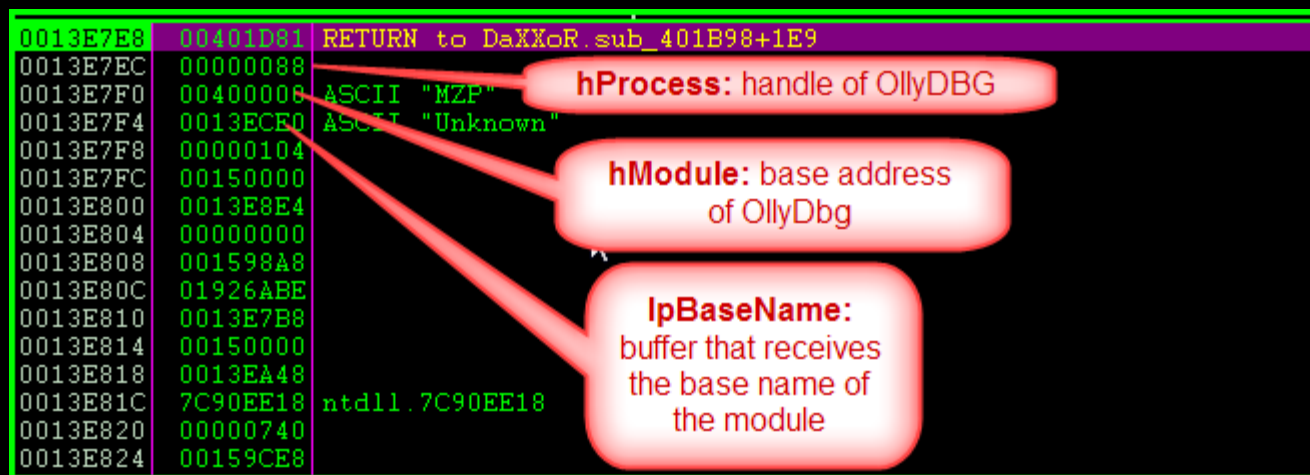 0013E7E8 00401D81 RETURN to DaXXoR.sub_401B98+1E9
0013E7EC 00000088
0013E7F0 00400000 ASCII "MZP"
0013E7F4 0013ECE0 ASCII "Unknown"
0013E7F8 00000104
0013E7FC 00150000
0013E800 0013E8E4
0013E804 00000000
0013E808 001598A8
0013E80C 01926ABE
0013E810 0013E7B8
0013E814 00150000
0013E818 0013EA48
0013E81C 7C90EE18 ntdll.7C90EE18
0013E820 00000740
0013E824 00159CE8
hProcess: handle of OllyDBG
hModule: base address
of OllyDbg
lpBaseName:
buffer that receives
the base name of
the module